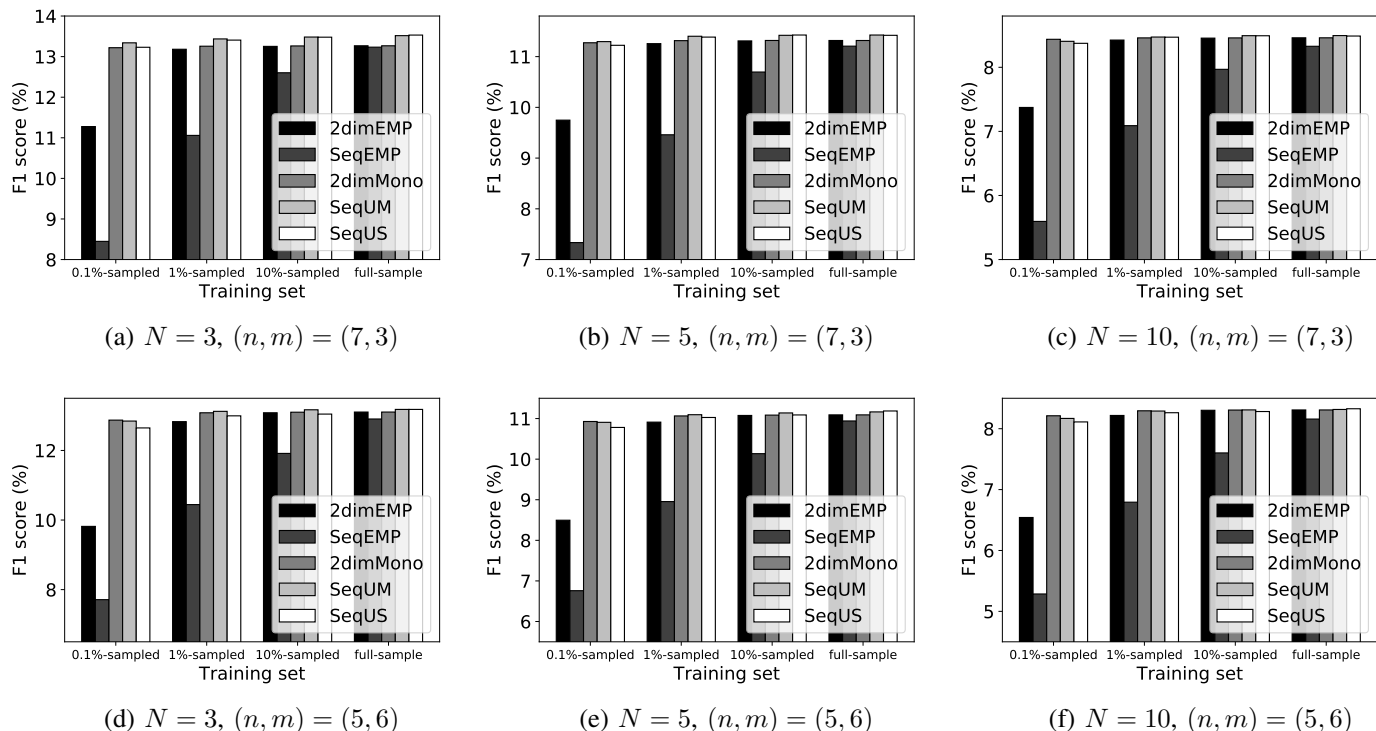 14
13
12
11
10
9
8
F1 score (%)
0.1%-sampled 1%-sampled 10%-sampled full-sample
Training set
2dimEMP
SeqEMP
2dimMono
SeqUM
SeqUS
(a) N = 3, (n, m) = (7, 3)
11
10
9
8
7
F1 score (%)
0.1%-sampled 1%-sampled 10%-sampled full-sample
Training set
2dimEMP
SeqEMP
2dimMono
SeqUM
SeqUS
(b) N = 5, (n, m) = (7, 3)
8
7
6
5
F1 score (%)
0.1%-sampled 1%-sampled 10%-sampled full-sample
Training set
2dimEMP
SeqEMP
2dimMono
SeqUM
SeqUS
(c) N = 10, (n, m) = (7, 3)
12
10
8
F1 score (%)
0.1%-sampled 1%-sampled 10%-sampled full-sample
Training set
2dimEMP
SeqEMP
2dimMono
SeqUM
SeqUS
(d) N = 3, (n, m) = (5, 6)
11
10
9
8
7
6
F1 score (%)
0.1%-sampled 1%-sampled 10%-sampled full-sample
Training set
2dimEMP
SeqEMP
2dimMono
SeqUM
SeqUS
(e) N = 5, (n, m) = (5, 6)
8
7
6
5
F1 score (%)
0.1%-sampled 1%-sampled 10%-sampled full-sample
Training set
2dimEMP
SeqEMP
2dimMono
SeqUM
SeqUS
(f) N = 10, (n, m) = (5, 6)